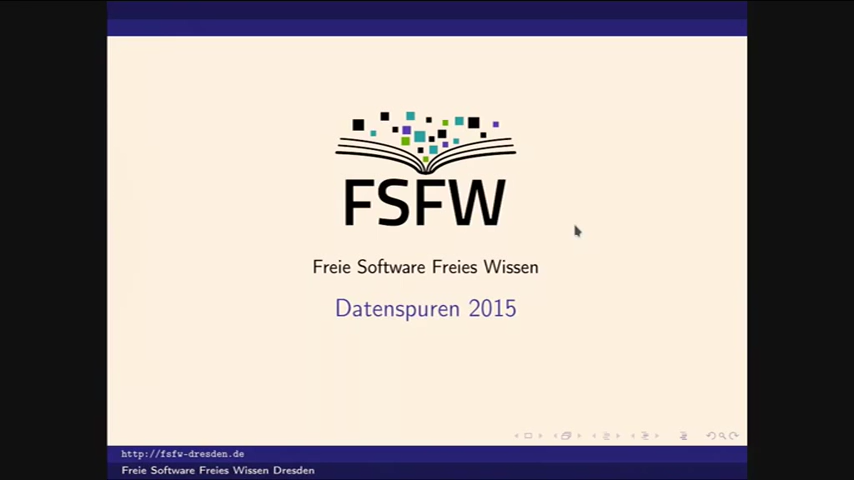 FSFW
Freie Software Freies Wissen
Datenspuren 2015
http://fsfw-dresden.de
Freie Software Freies Wissen Dresden